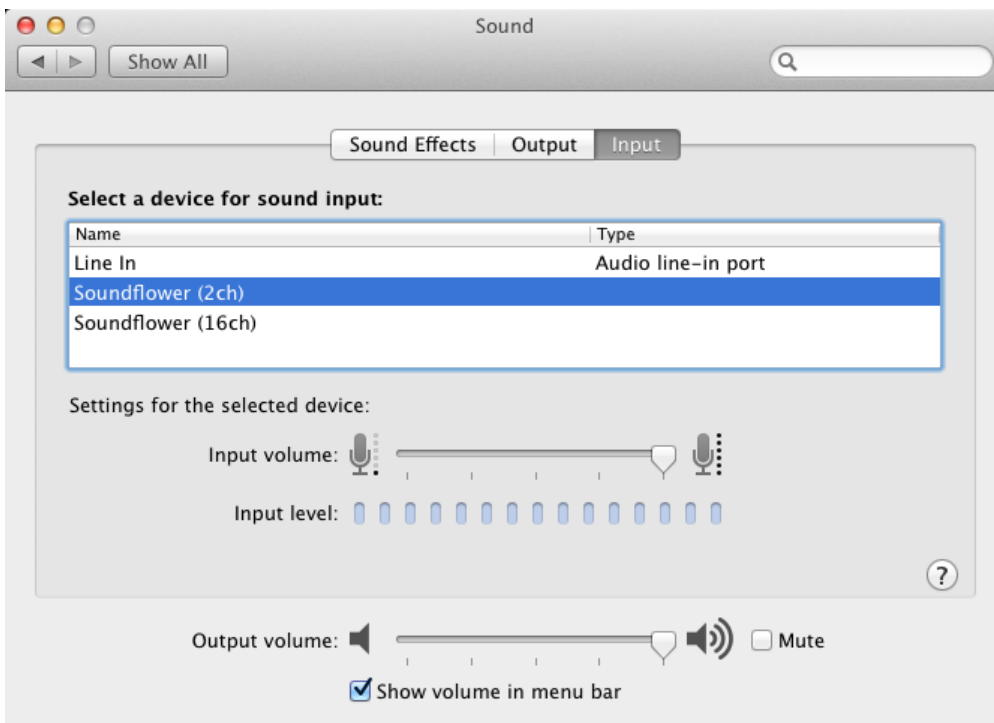 Sound
Show All
Sound Effects Output Input
Select a device for sound input:
Name Type
Line In Audio line-in port
Soundflower (2ch)
Soundflower (16ch)
Settings for the selected device:
Input volume:
Input level:
?
Output volume: Mute
Show volume in menu bar